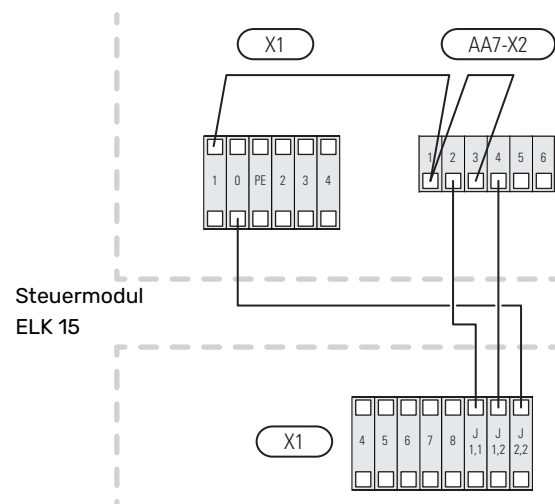 X1 AA7-X2
1 0 PE 2 3 4
1 2 3 4 5 6
Steuermodul
ELK 15
X1
4 5 6 7 8 J 1,1 J 1,2 J 2,2